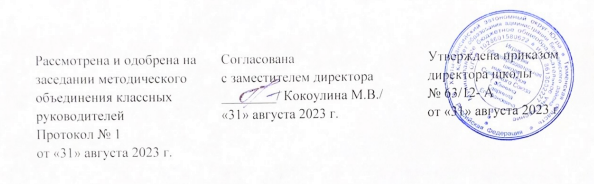 Рассмотрена и одобрена на
заседании методического
объединения классных
руководителей
Протокол № 1
от «31» августа 2023 г.
Согласована
с заместителем директора
________/ Кокоулина М.В./
«31» августа 2023 г.
Утверждена приказом
директора школы
№ 63/12- А
от «31» августа 2023 г.